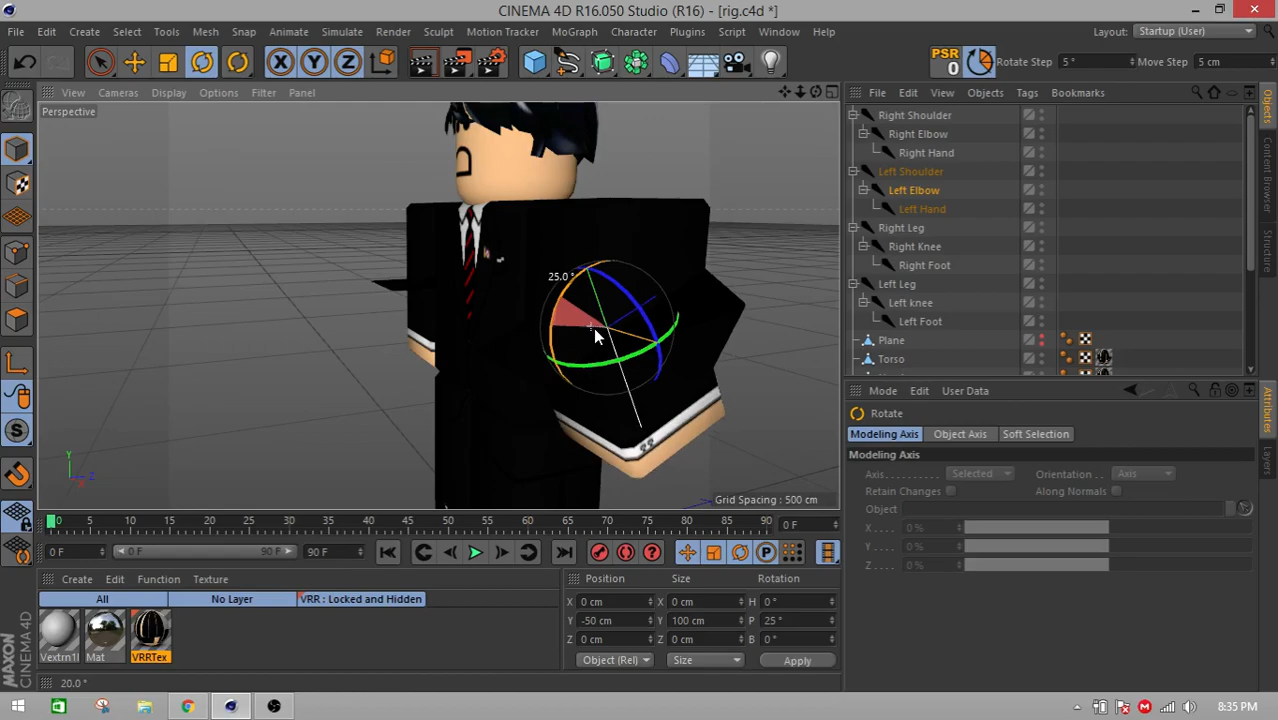 CINEMA 4D R16.050 Studio (R16) - [rig.c4d *]
File Edit Create Select Tools Mesh Snap Animate Simulate Render Sculpt Motion Tracker MoGraph Character Plugins Script Window Help
Layout: Startup (User)
X Y Z
PSR
0
Rotate Step 5 ° Move Step 5 cm
View Cameras Display Options Filter Panel
File Edit View Objects Tags Bookmarks
Perspective
Right Shoulder
Right Elbow
Right Hand
Left Shoulder
Left Elbow
Left Hand
Right Leg
Right Knee
Right Foot
Left Leg
Left knee
Left Foot
Plane
Torso
Objects
Content Browser
Structure
25.0 °
Y
Z
X
Grid Spacing : 500 cm
Mode Edit User Data
Attributes
Layers
Rotate
Modeling Axis Object Axis Soft Selection
Modeling Axis
Axis Selected Orientation Axis
Retain Changes Along Normals
Object
X 0 %
Y 0 %
Z 0 %
0 5 10 15 20 25 30 35 40 45 50 55 60 65 70 75 80 85 90 0 F
0 F 0 F 90 F 90 F
Create Edit Function Texture
All No Layer VRR : Locked and Hidden
Vextrn1l Mat VRRTex
Position Size Rotation
X 0 cm X 0 cm H 0 °
Y -50 cm Y 100 cm P 25 °
Z 0 cm Z 0 cm B 0 °
Object (Rel) Size Apply
20.0 °
MAXON
CINEMA 4D
8:35 PM